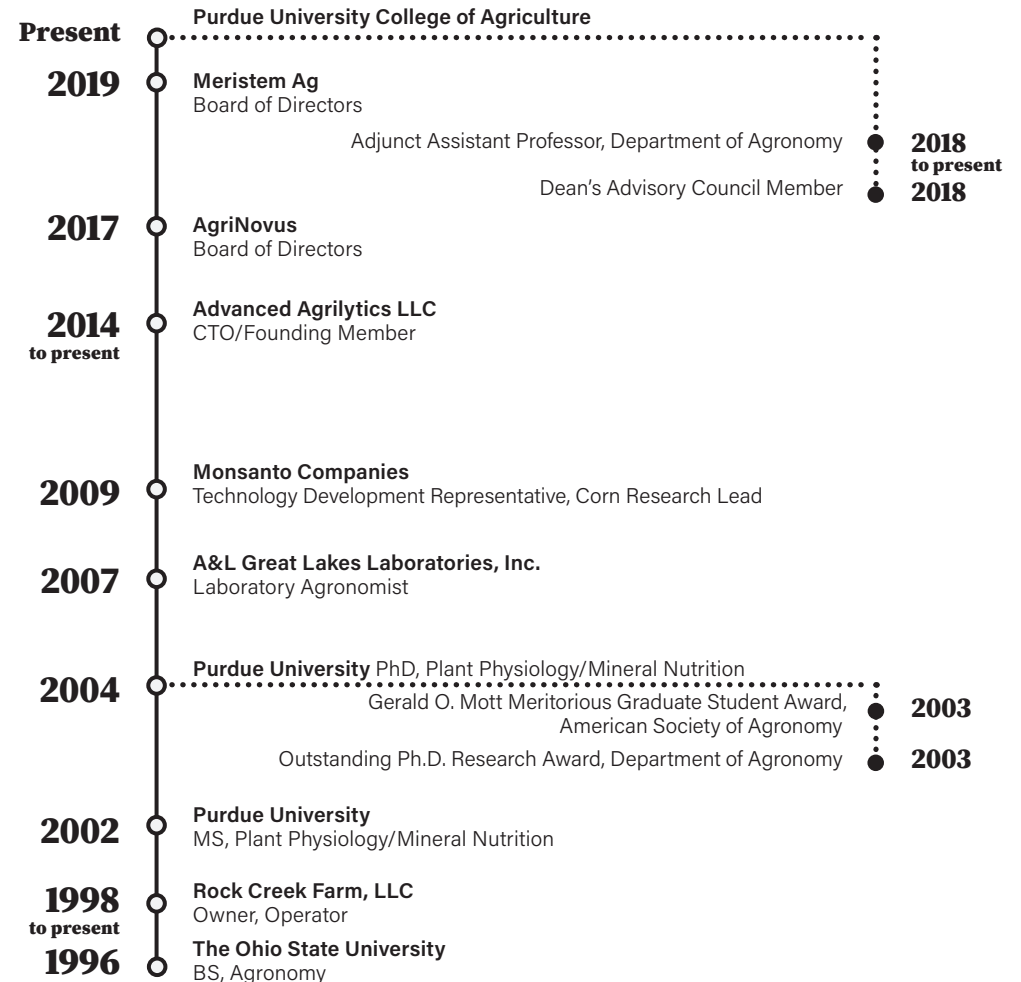 Present
Purdue University College of Agriculture
2019
Meristem Ag
Board of Directors
Adjunct Assistant Professor, Department of Agronomy
2018
to present
Dean’s Advisory Council Member
2018
2017
AgriNovus
Board of Directors
2014
to present
Advanced Agrilytics LLC
CTO/Founding Member
2009
Monsanto Companies
Technology Development Representative, Corn Research Lead
2007
A&L Great Lakes Laboratories, Inc.
Laboratory Agronomist
2004
Purdue University PhD, Plant Physiology/Mineral Nutrition
Gerald O. Mott Meritorious Graduate Student Award,
American Society of Agronomy
2003
Outstanding Ph.D. Research Award, Department of Agronomy
2003
2002
Purdue University
MS, Plant Physiology/Mineral Nutrition
1998
to present
Rock Creek Farm, LLC
Owner, Operator
1996
The Ohio State University
BS, Agronomy